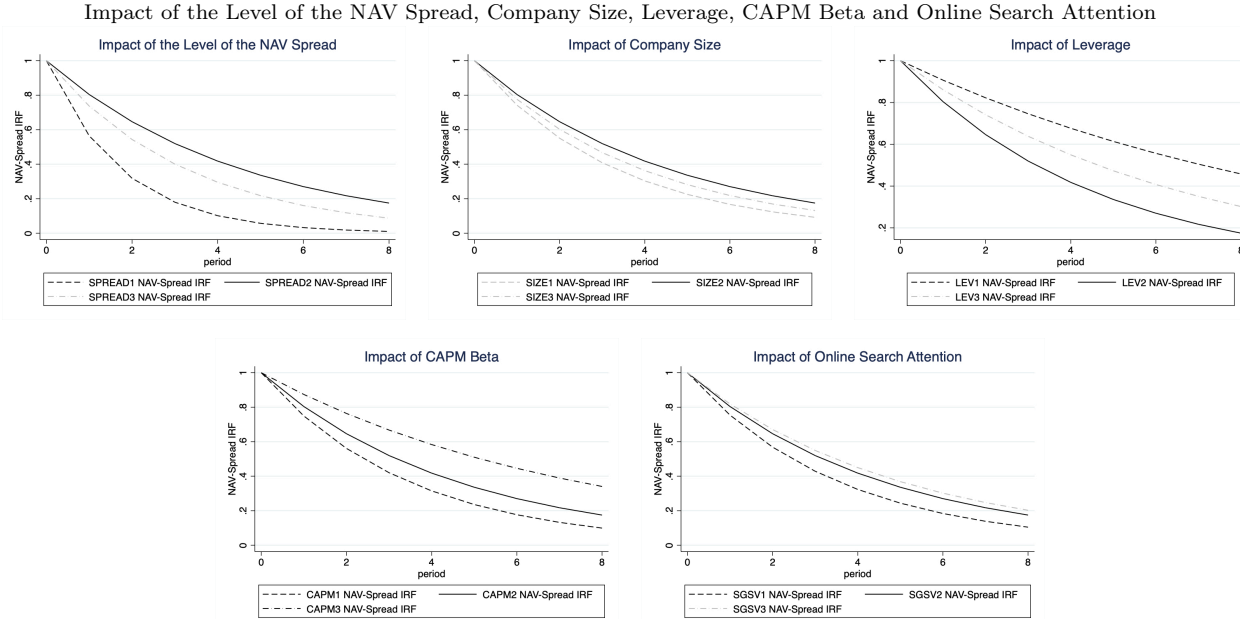 Impact of the Level of the NAV Spread, Company Size, Leverage, CAPM Beta and Online Search Attention
Impact of the Level of the NAV Spread
NAV-Spread IRF
1
.8
.6
.4
.2
0
0 2 4 6 8
period
SPREAD1 NAV-Spread IRF SPREAD2 NAV-Spread IRF
SPREAD3 NAV-Spread IRF
Impact of Company Size
NAV-Spread IRF
1
.8
.6
.4
.2
0
0 2 4 6 8
period
SIZE1 NAV-Spread IRF SIZE2 NAV-Spread IRF
SIZE3 NAV-Spread IRF
Impact of Leverage
NAV-Spread IRF
1
.8
.6
.4
.2
0 2 4 6 8
period
LEV1 NAV-Spread IRF LEV2 NAV-Spread IRF
LEV3 NAV-Spread IRF
Impact of CAPM Beta
NAV-Spread IRF
1
.8
.6
.4
.2
0
0 2 4 6 8
period
CAPM1 NAV-Spread IRF CAPM2 NAV-Spread IRF
CAPM3 NAV-Spread IRF
Impact of Online Search Attention
NAV-Spread IRF
1
.8
.6
.4
.2
0
0 2 4 6 8
period
SGSV1 NAV-Spread IRF SGSV2 NAV-Spread IRF
SGSV3 NAV-Spread IRF